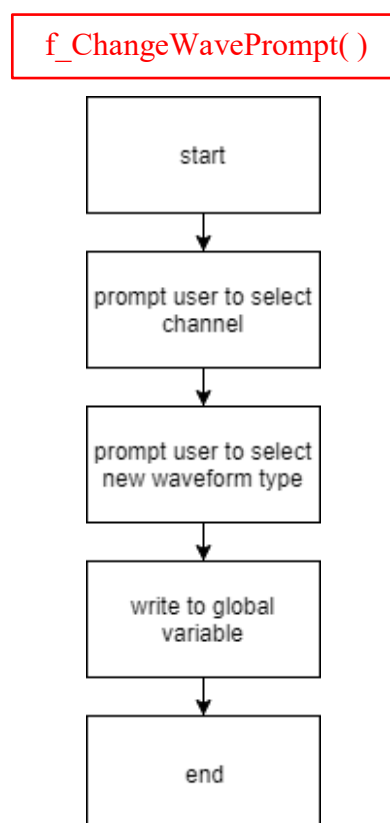 f_ChangeWavePrompt( )
start
prompt user to select
channel
prompt user to select
new waveform type
write to global
variable
end